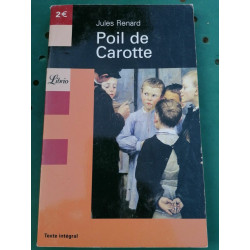 2€
Jules Renard
Poil de
Carotte
Librio
Texte intégral